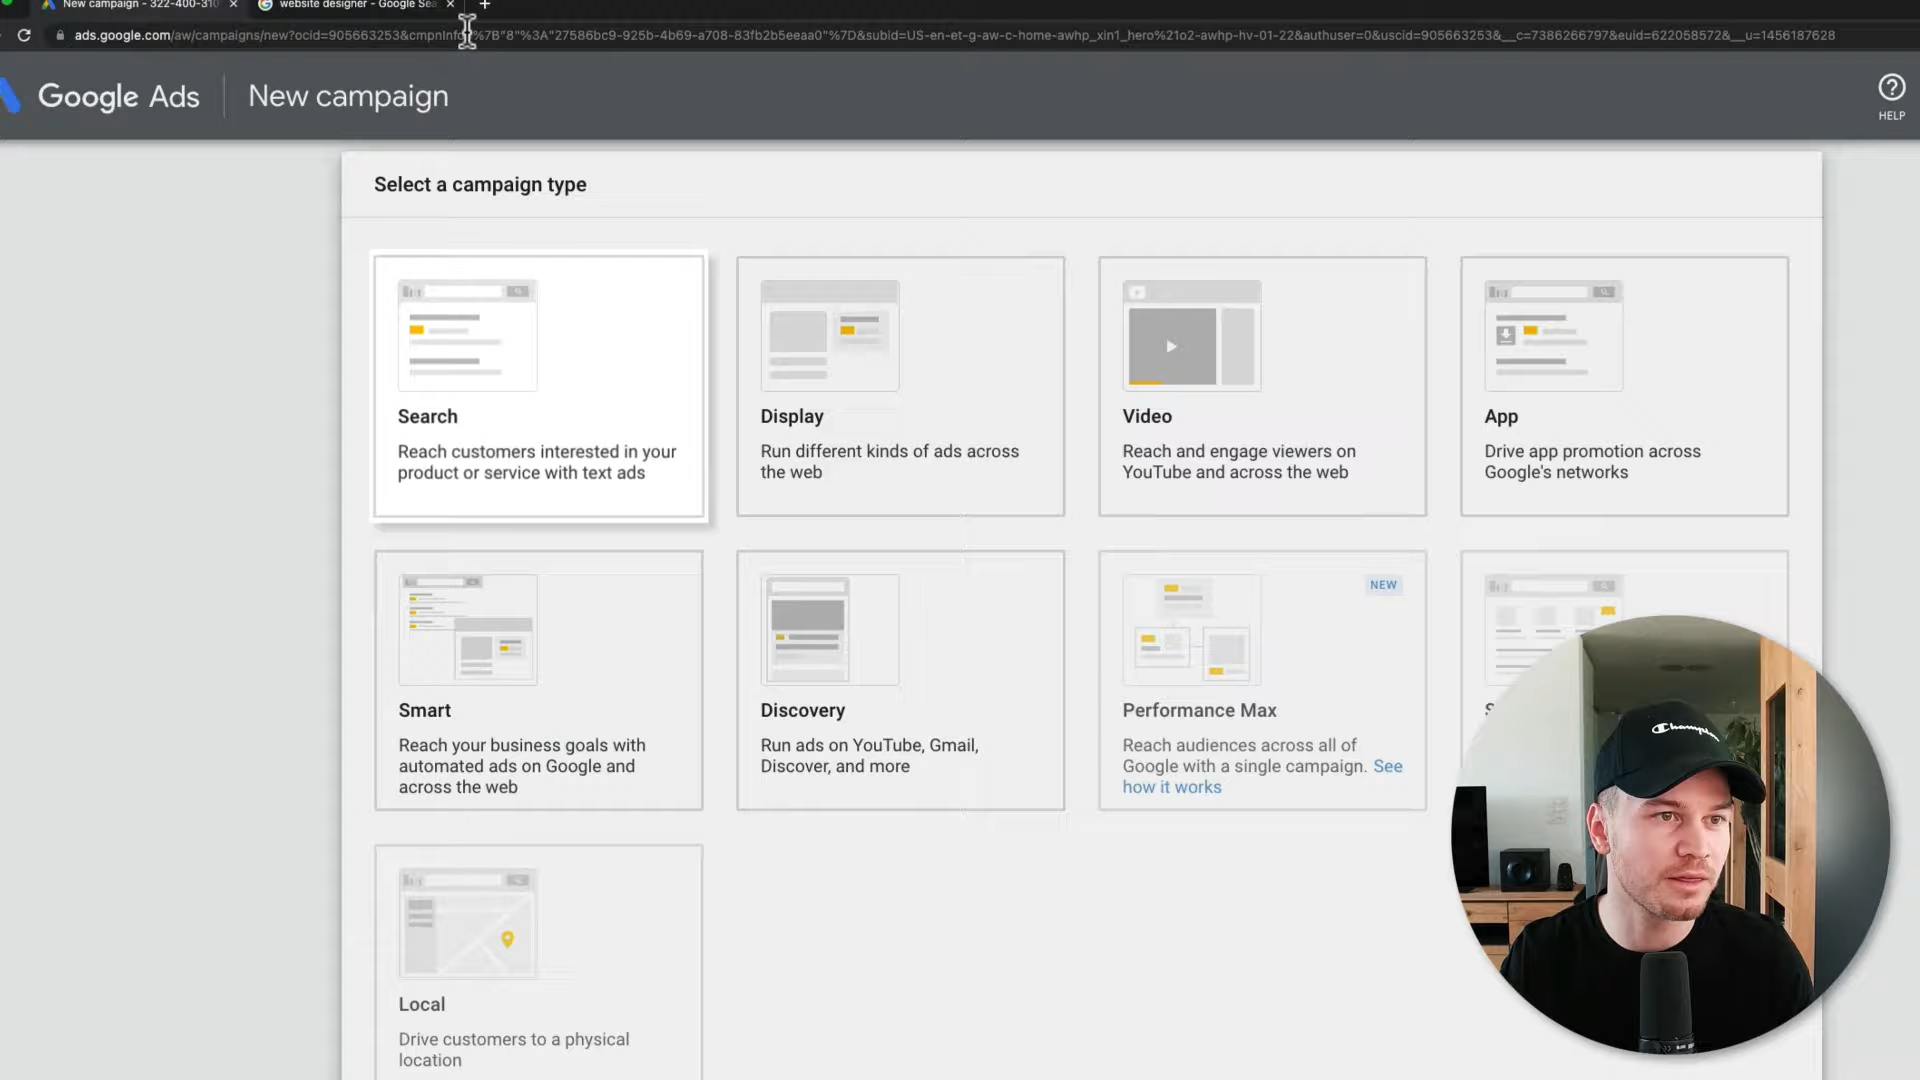 New campaign - 322-400-310
website designer - Google Sea
ads.google.com/aw/campaigns/new?ocid=905663253&cmpnInfo=%7B"8"%3A"27586bc9-925b-4b69-a708-83fb2b5eeaa0"%7D&subid=US-en-et-g-aw-c-home-awhp_xin1_hero%21o2-awhp-hv-01-22&authuser=0&uscid=905663253&__c=7386266797&euid=622058572&__u=1456187628
Google Ads
New campaign
HELP
Select a campaign type
Search
Reach customers interested in your
product or service with text ads
Display
Run different kinds of ads across
the web
Video
Reach and engage viewers on
YouTube and across the web
App
Drive app promotion across
Google's networks
Smart
Reach your business goals with
automated ads on Google and
across the web
Discovery
Run ads on YouTube, Gmail,
Discover, and more
NEW
Performance Max
Reach audiences across all of
Google with a single campaign. See
how it works
Local
Drive customers to a physical
location
Champion